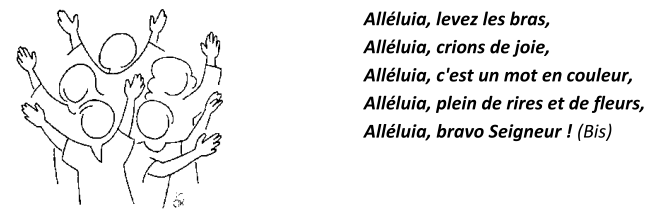 Alléluia, levez les bras,
Alléluia, crions de joie,
Alléluia, c'est un mot en couleur,
Alléluia, plein de rires et de fleurs,
Alléluia, bravo Seigneur ! (Bis)